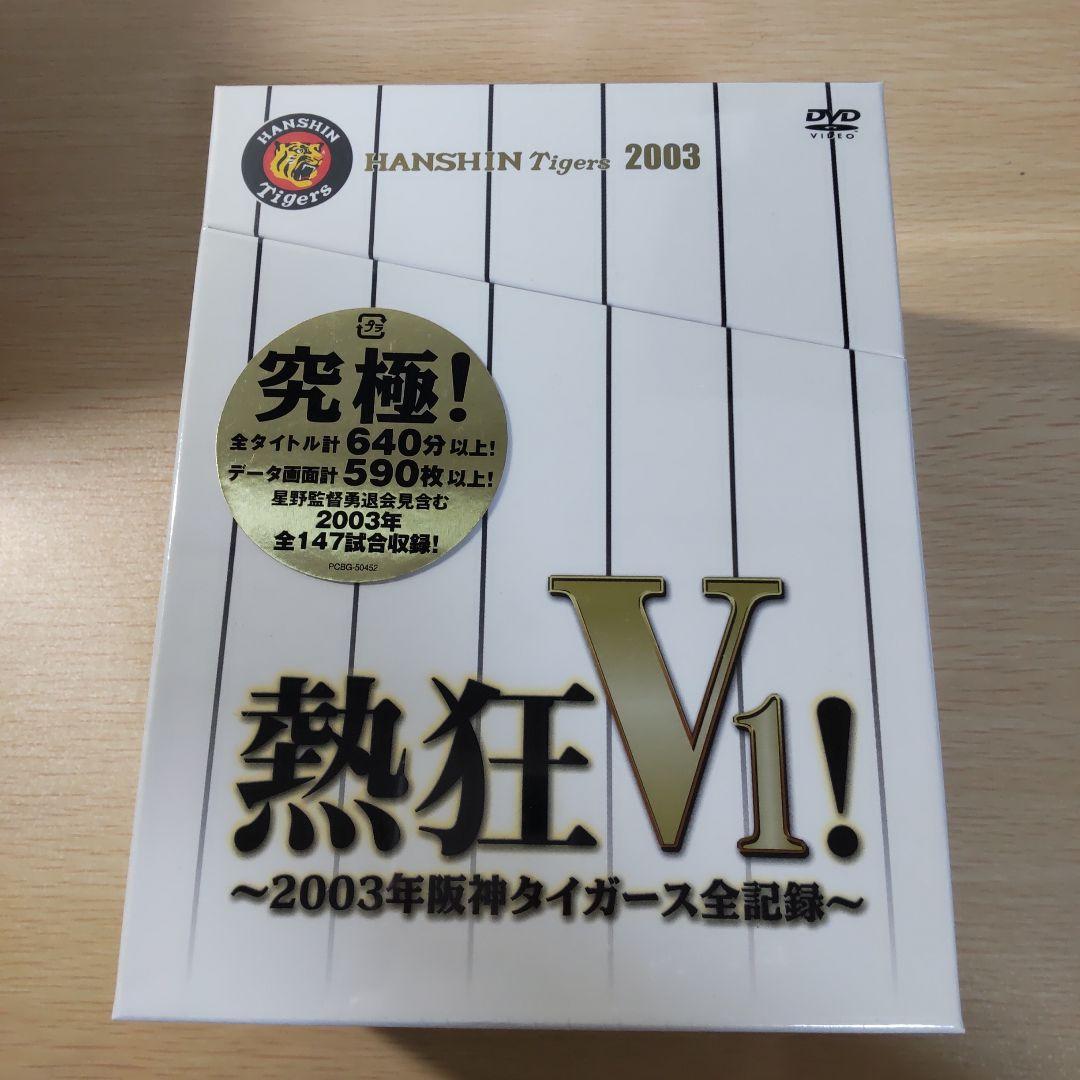 HANSHIN
Tigers
HANSHIN Tigers 2003
DVD
VIDEO
プラ
究極!
全タイトル計640分以上!
データ画面計590枚以上!
星野監督勇退会見含む
2003年
全147試合収録!
PCBG-50452
熱狂V1!
～2003年阪神タイガース全記録～